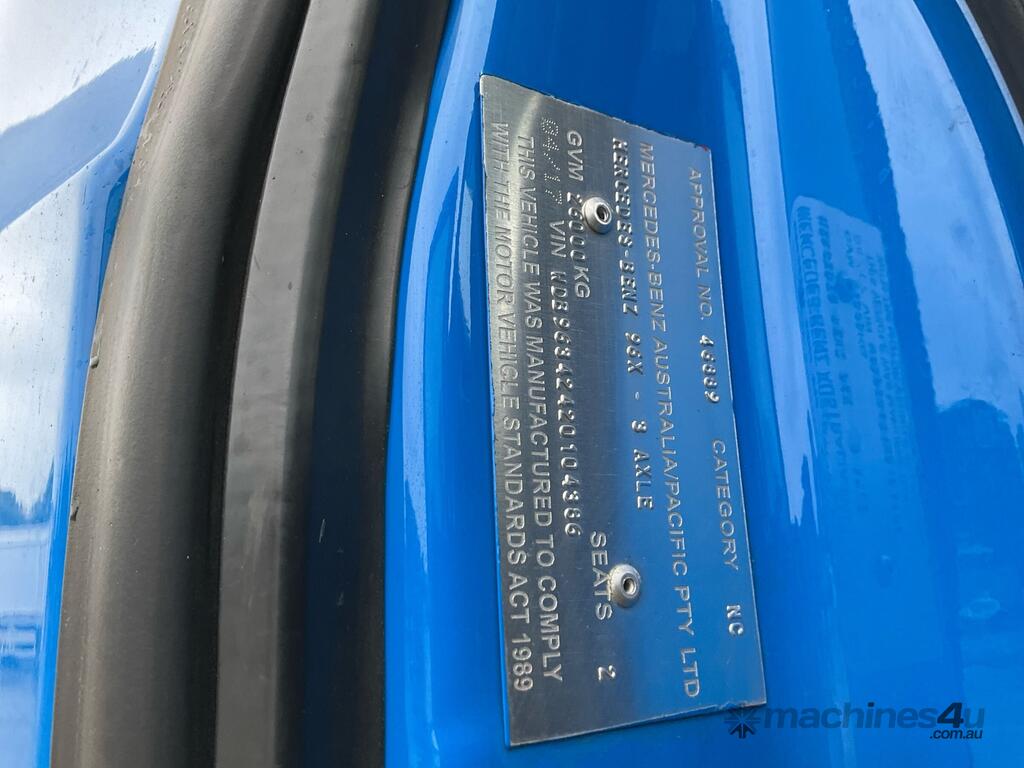 APPROVAL NO. 46889 CATEGORY NC
MERCEDES-BENZ AUSTRALIA/PACIFIC PTY LTD
MERCEDES-BENZ 96X - 3 AXLE
GVM 26000KG SEATS 2
04/17 VIN WDB96842420104886
THIS VEHICLE WAS MANUFACTURED TO COMPLY
WITH THE MOTOR VEHICLE STANDARDS ACT 1989
machines4u
.com.au